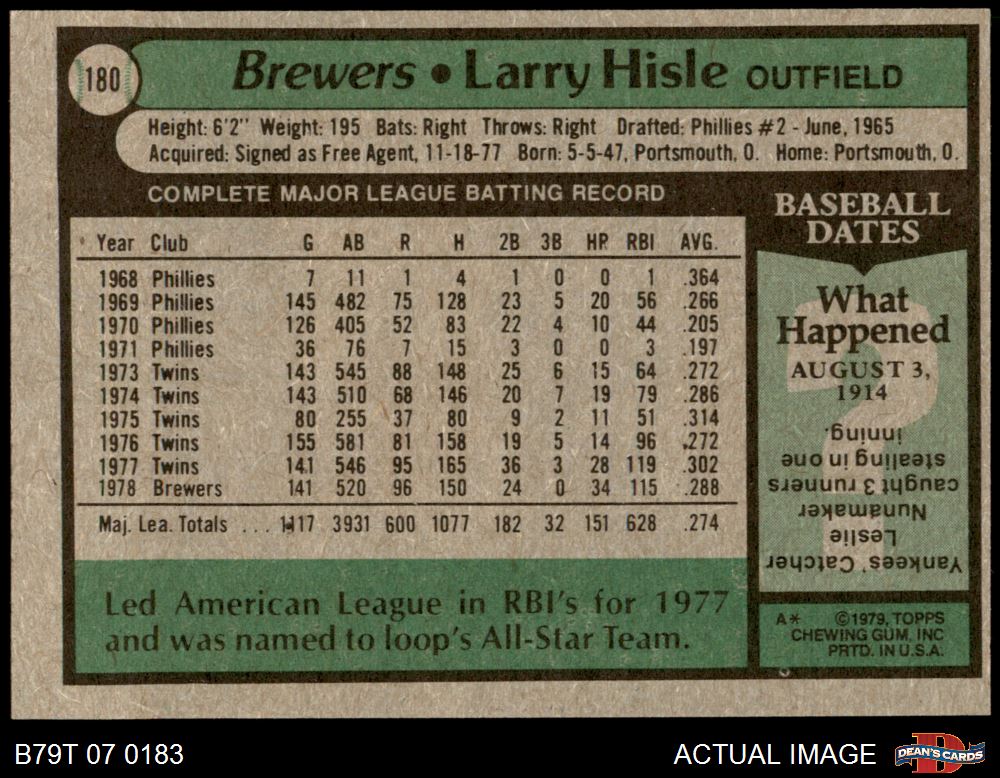 180
Brewers • Larry Hisle OUTFIELD
Height: 6'2" Weight: 195 Bats: Right Throws: Right Drafted: Phillies #2 - June, 1965
Acquired: Signed as Free Agent, 11-18-77 Born: 5-5-47, Portsmouth, O. Home: Portsmouth, O.
COMPLETE MAJOR LEAGUE BATTING RECORD
Year Club G AB R H 2B 3B HR RBI AVG.
1968 Phillies 7 11 1 4 1 0 0 1 .364
1969 Phillies 145 482 75 128 23 5 20 56 .266
1970 Phillies 126 405 52 83 22 4 10 44 .205
1971 Phillies 36 76 7 15 3 0 0 3 .197
1973 Twins 143 545 88 148 25 6 15 64 .272
1974 Twins 143 510 68 146 20 7 19 79 .286
1975 Twins 80 255 37 80 9 2 11 51 .314
1976 Twins 155 581 81 158 19 5 14 96 .272
1977 Twins 141 546 95 165 36 3 28 119 .302
1978 Brewers 141 520 96 150 24 0 34 115 .288
Maj. Lea. Totals ... 1117 3931 600 1077 182 32 151 628 .274
Led American League in RBI's for 1977
and was named to loop's All-Star Team.
BASEBALL
DATES
What
Happened
AUGUST 3,
1914
Yankees' Catcher
Leslie
Nunamaker
caught 3 runners
stealing in one
inning.
A* ©1979, TOPPS
CHEWING GUM, INC
PRTD. IN U.S.A.
B79T 07 0183
ACTUAL IMAGE
DEAN'S CARDS